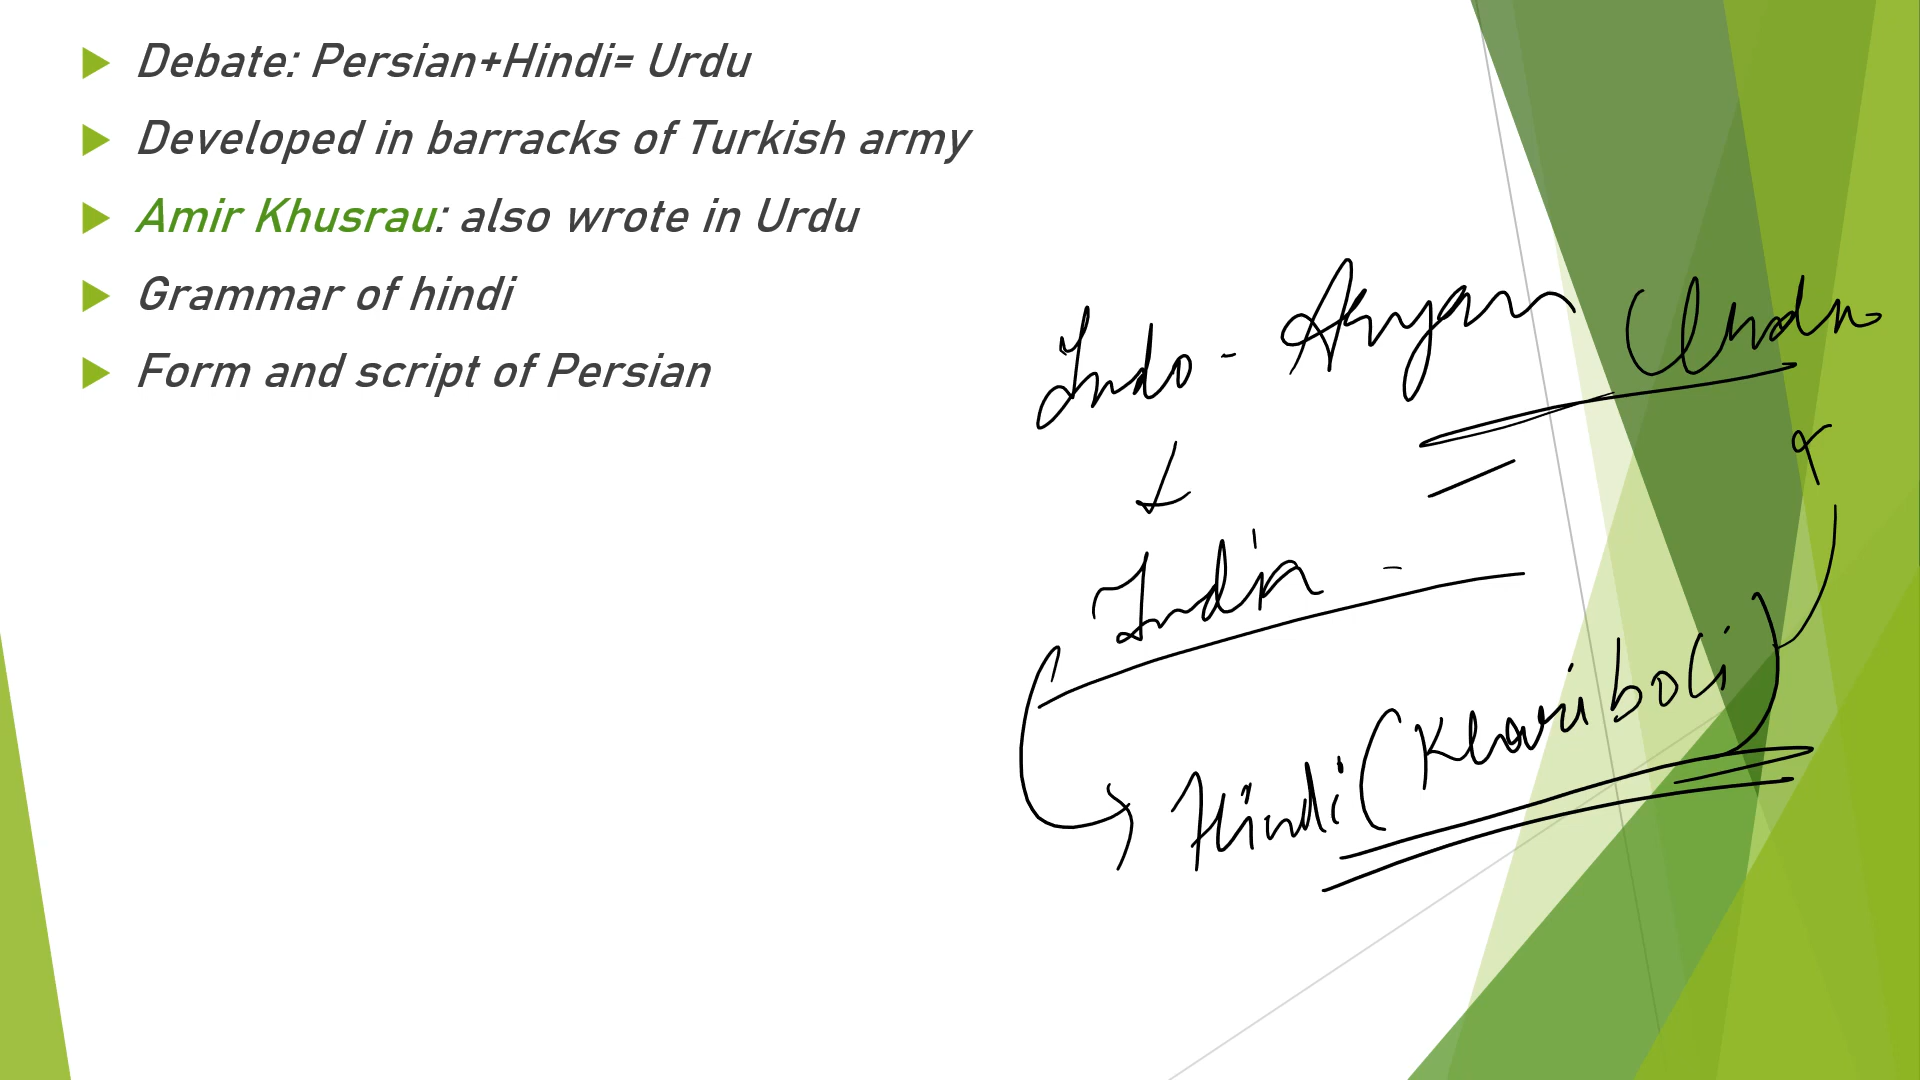 Debate: Persian+Hindi= Urdu
Developed in barracks of Turkish army
Amir Khusrau: also wrote in Urdu
Grammar of hindi
Form and script of Persian
Indo - Aryan Urdu
India -
Hindi (Khariboli)